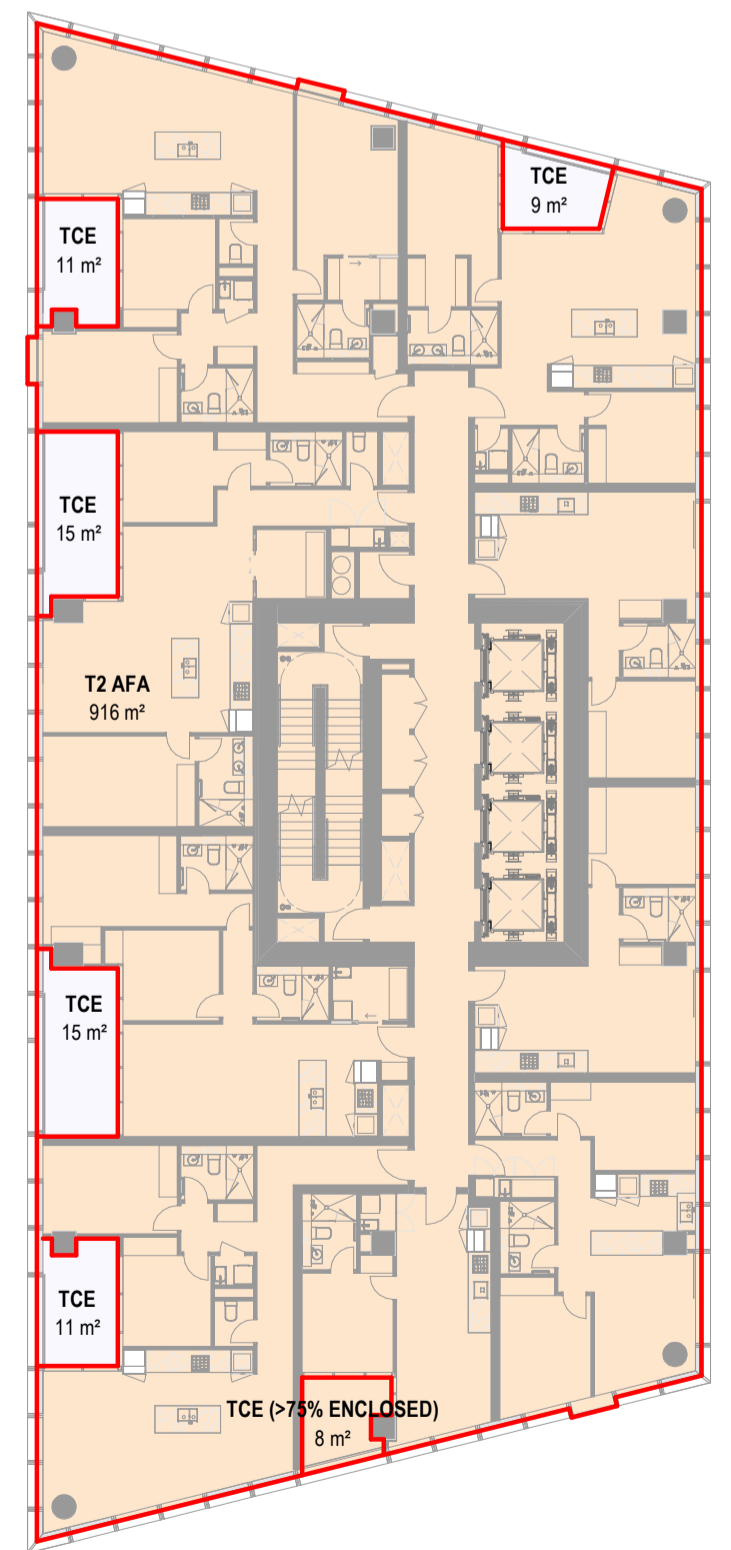 TCE
9 m²
TCE
11 m²
TCE
15 m²
T2 AFA
916 m²
TCE
15 m²
TCE
11 m²
TCE (>75% ENCLOSED)
8 m²